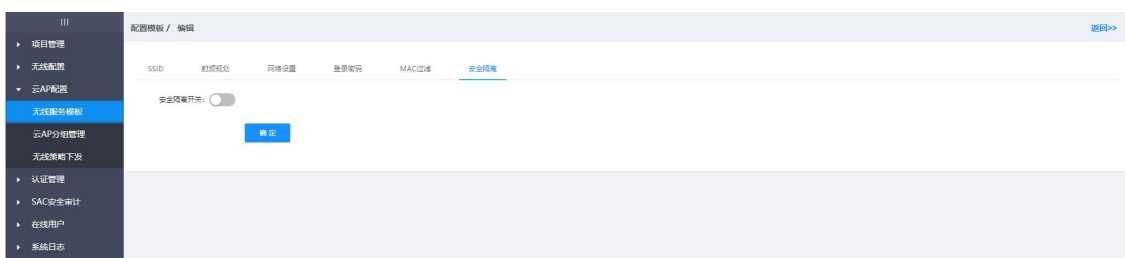 配置模板 / 编辑
返回>>
项目管理
无线配置
云AP配置
无线服务模板
云AP分组管理
无线策略下发
认证管理
SAC安全审计
在线用户
系统日志
SSID 射频规划 网络设置 登录密码 MAC过滤 安全隔离
安全隔离开关:
确定